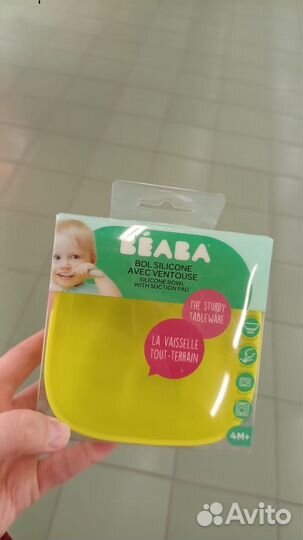 BÉABA
BOL SILICONE
AVEC VENTOUSE
SILICONE BOWL
WITH SUCTION PAD
THE STURDY
TABLEWARE
LA VAISSELLE
TOUT-TERRAIN
4M+
Avito